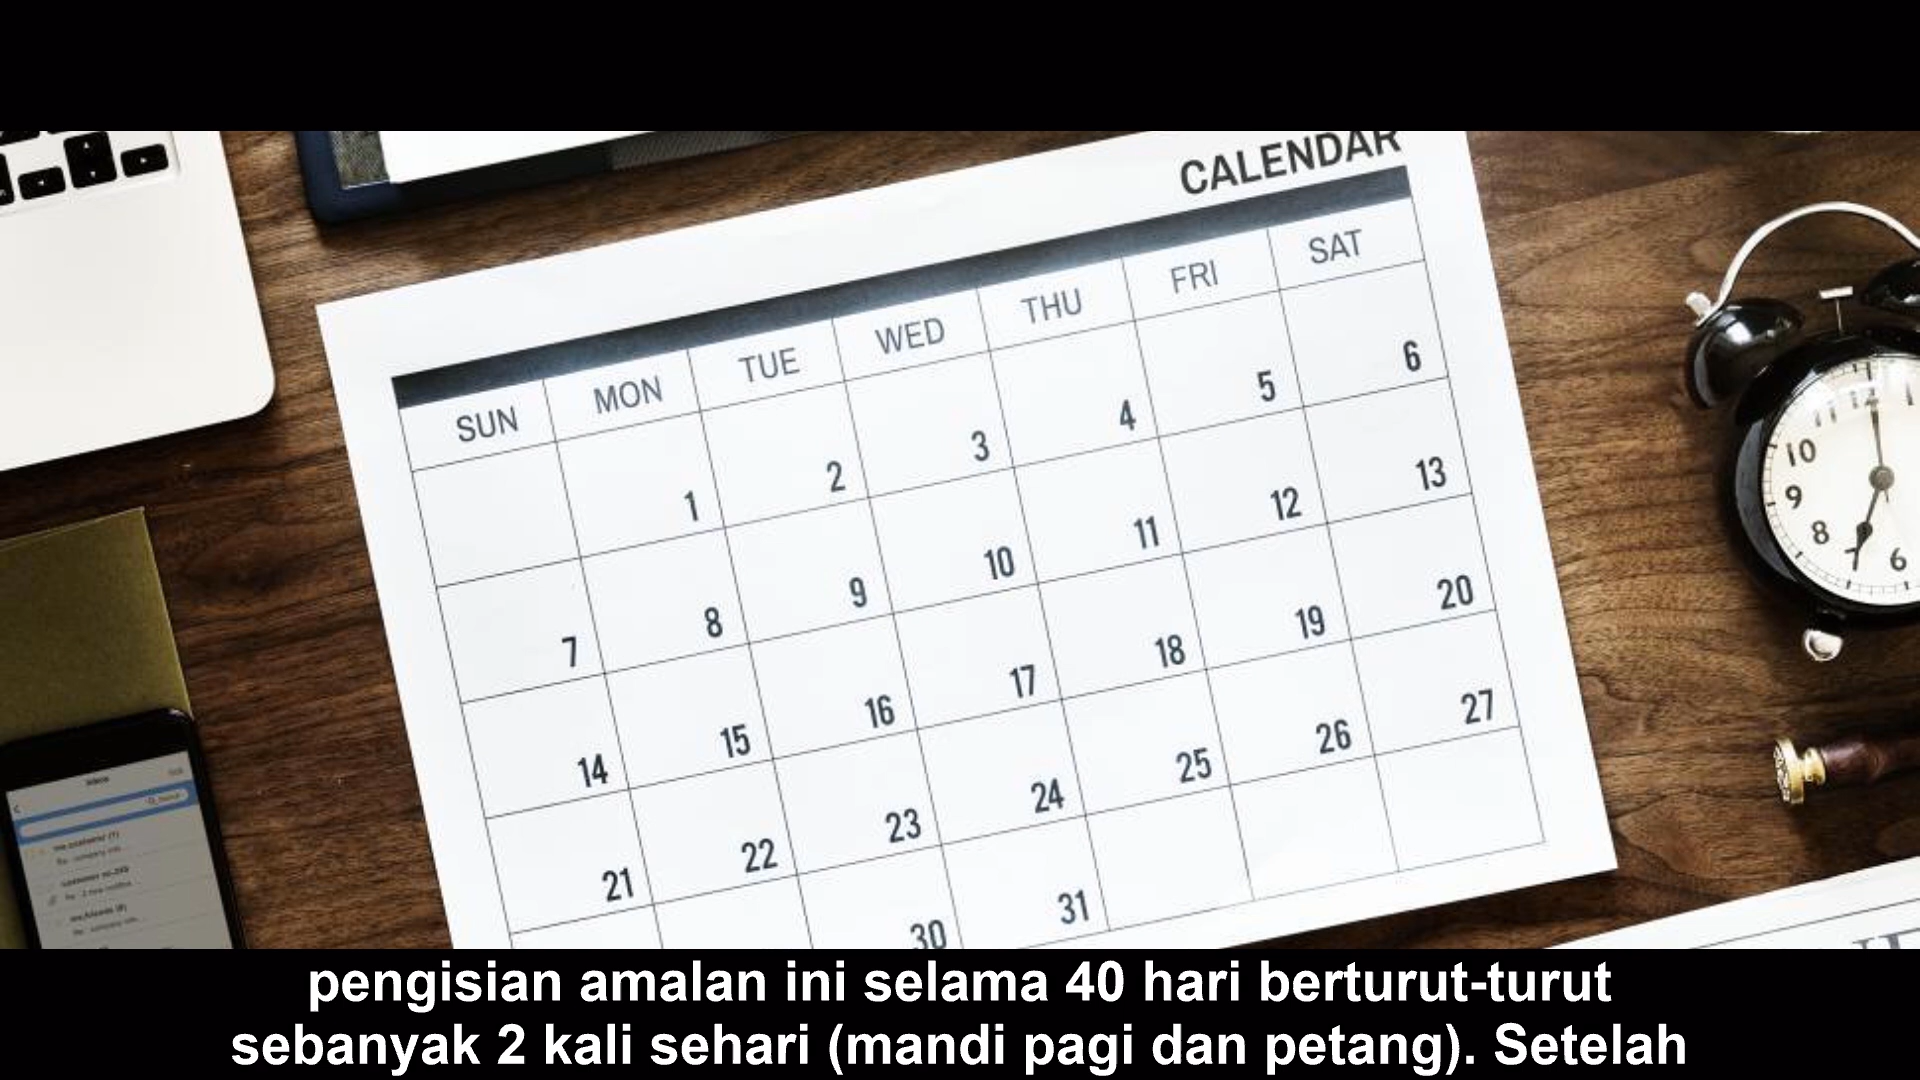 CALENDAR
SUN MON TUE WED THU FRI SAT
1 2 3 4 5 6
7 8 9 10 11 12 13
14 15 16 17 18 19 20
21 22 23 24 25 26 27
30 31
10
9
8
6
pengisian amalan ini selama 40 hari berturut-turut
sebanyak 2 kali sehari (mandi pagi dan petang). Setelah